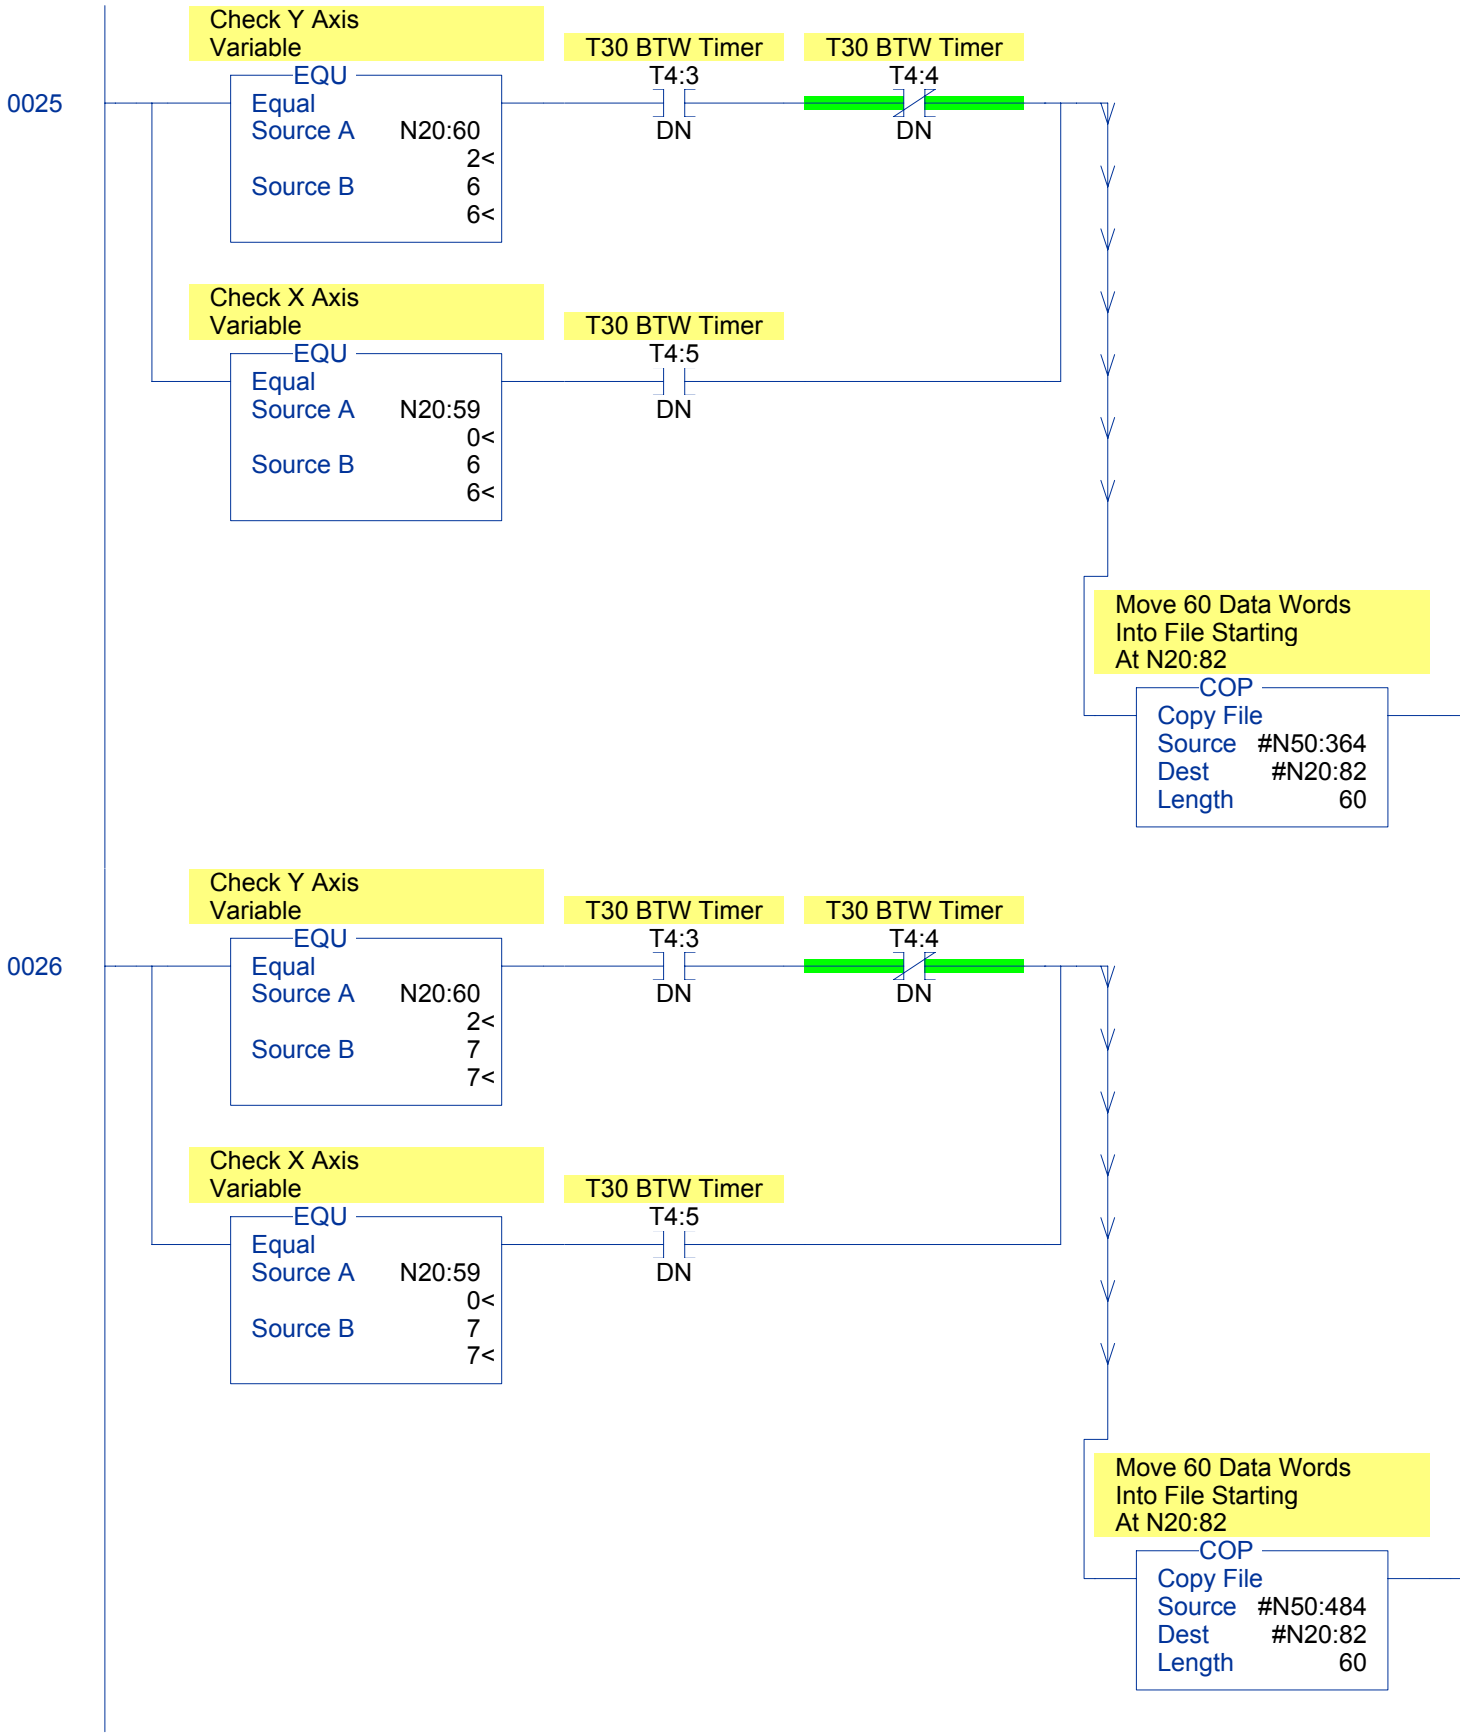 Check Y Axis
Variable
T30 BTW Timer T30 BTW Timer
EQU T4:3 T4:4
0025 Equal
Source A N20:60 DN DN
2<
Source B 6
6<
Check X Axis
Variable
T30 BTW Timer
EQU T4:5
Equal
Source A N20:59 DN
0<
Source B 6
6<
Move 60 Data Words
Into File Starting
At N20:82
COP
Copy File
Source #N50:364
Dest #N20:82
Length 60
Check Y Axis
Variable
T30 BTW Timer T30 BTW Timer
EQU T4:3 T4:4
0026 Equal
Source A N20:60 DN DN
2<
Source B 7
7<
Check X Axis
Variable
T30 BTW Timer
EQU T4:5
Equal
Source A N20:59 DN
0<
Source B 7
7<
Move 60 Data Words
Into File Starting
At N20:82
COP
Copy File
Source #N50:484
Dest #N20:82
Length 60